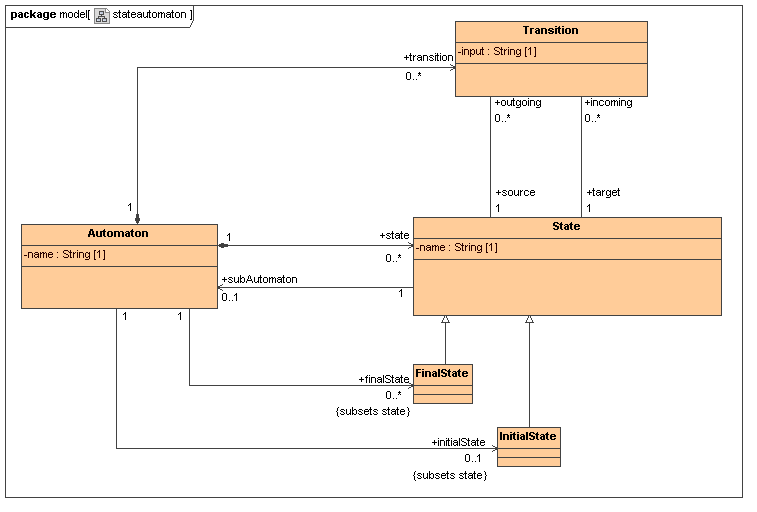 package model[ stateautomaton ]
Transition
-input : String [1]
+transition
0..*
+outgoing
0..*
+incoming
0..*
+source
1
+target
1
1
Automaton
-name : String [1]
1
+state
0..*
State
-name : String [1]
+subAutomaton
0..1
1
1
1
+finalState
0..*
{subsets state}
FinalState
+initialState
0..1
{subsets state}
InitialState